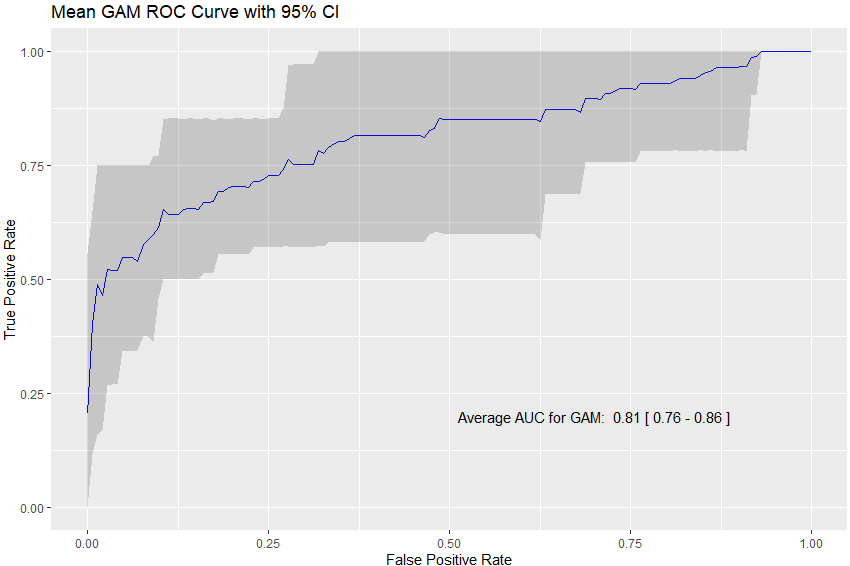 Mean GAM ROC Curve with 95% CI
True Positive Rate
1.00
0.75
0.50
0.25
0.00
Average AUC for GAM: 0.81 [ 0.76 - 0.86 ]
0.00 0.25 0.50 0.75 1.00
False Positive Rate